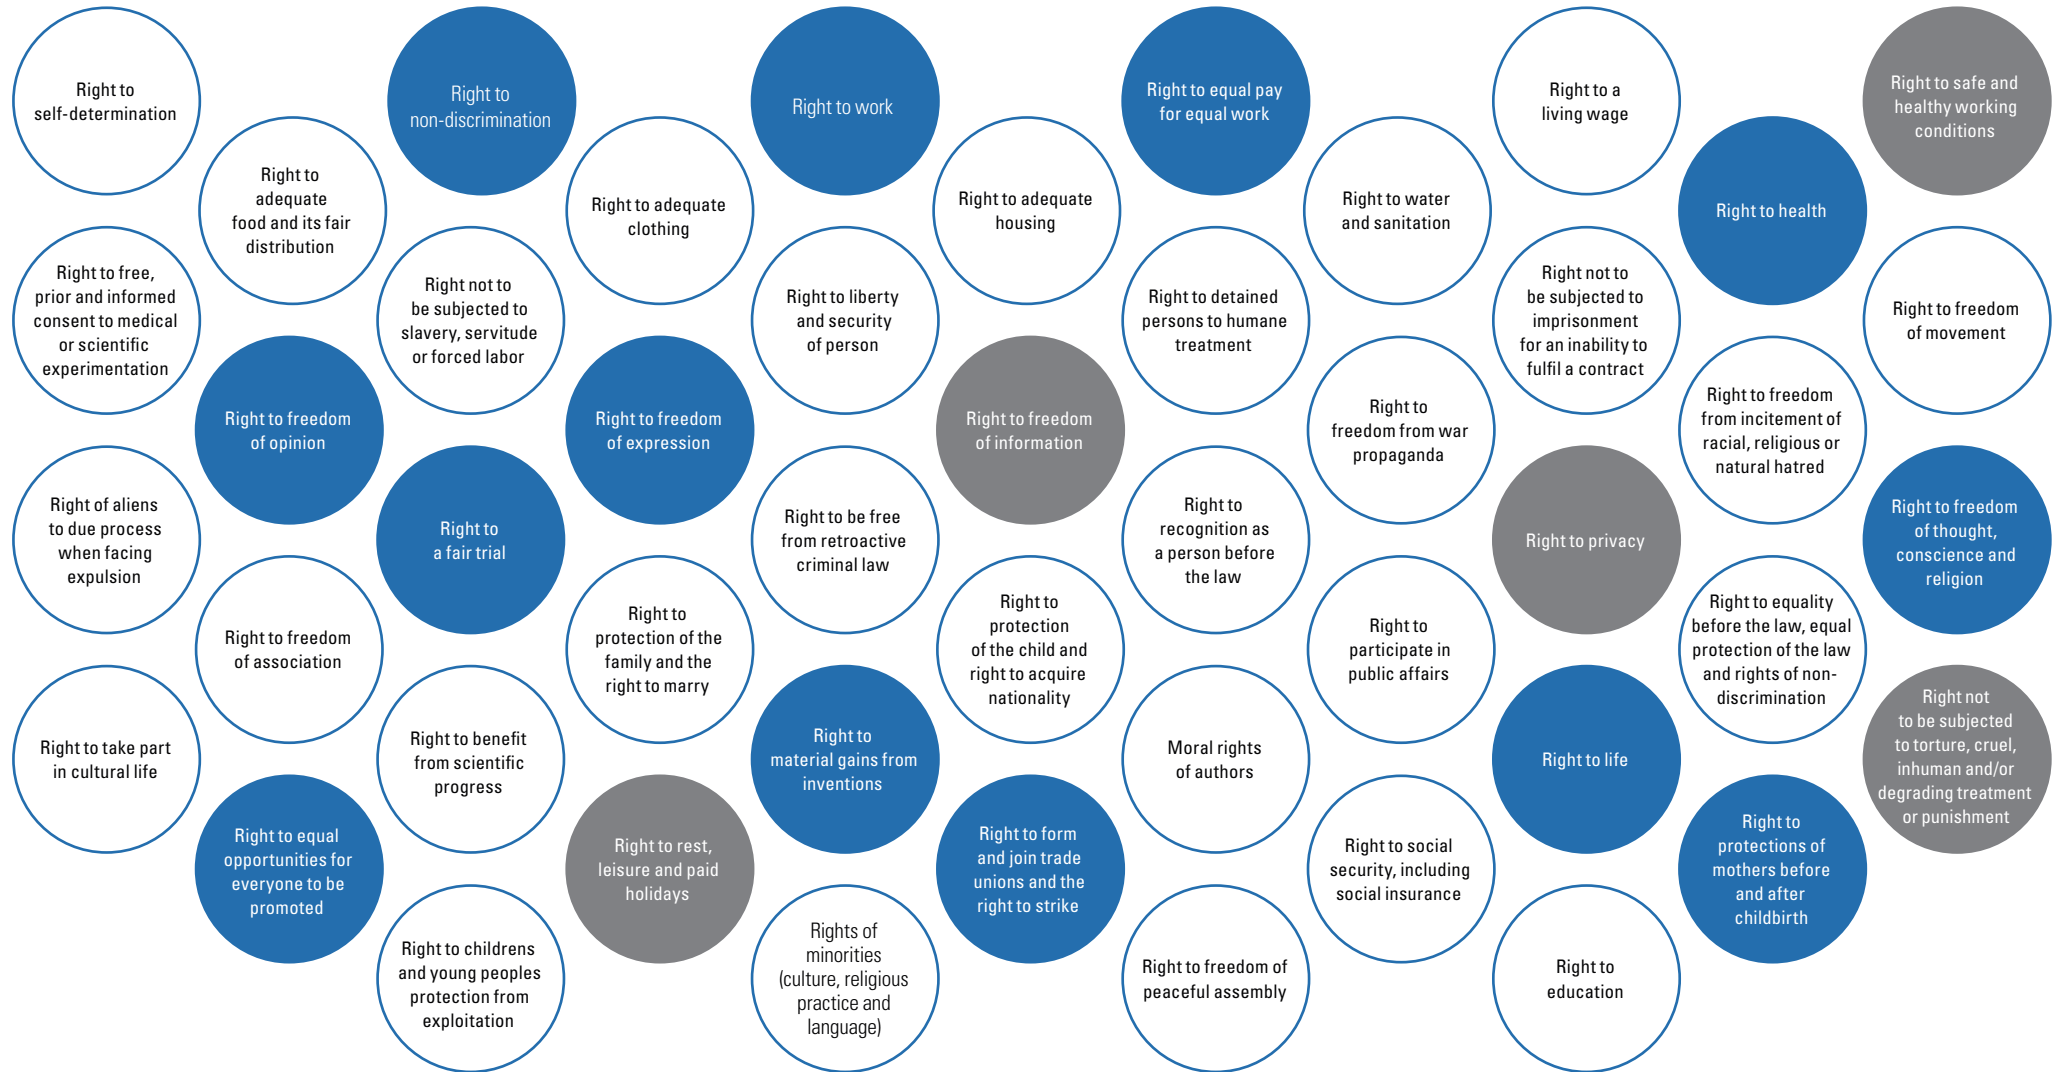 Right to
self-determination
Right to
non-discrimination
Right to work
Right to equal pay
for equal work
Right to a
living wage
Right to safe and
healthy working
conditions
Right to
adequate
food and its fair
distribution
Right to adequate
clothing
Right to adequate
housing
Right to water
and sanitation
Right to health
Right to free,
prior and informed
consent to medical
or scientific
experimentation
Right not to
be subjected to
slavery, servitude
or forced labor
Right to liberty
and security
of person
Right to detained
persons to humane
treatment
Right not to
be subjected to
imprisonment
for an inability to
fulfil a contract
Right to freedom
of movement
Right to freedom
of opinion
Right to freedom
of expression
Right to freedom
of information
Right to
freedom from war
propaganda
Right to freedom
from incitement of
racial, religious or
natural hatred
Right of aliens
to due process
when facing
expulsion
Right to
a fair trial
Right to be free
from retroactive
criminal law
Right to
recognition as
a person before
the law
Right to privacy
Right to freedom
of thought,
conscience and
religion
Right to freedom
of association
Right to
protection of the
family and the
right to marry
Right to
protection
of the child and
right to acquire
nationality
Right to
participate in
public affairs
Right to equality
before the law, equal
protection of the law
and rights of non-
discrimination
Right to take part
in cultural life
Right to benefit
from scientific
progress
Right to
material gains from
inventions
Moral rights
of authors
Right to life
Right not
to be subjected
to torture, cruel,
inhuman and/or
degrading treatment
or punishment
Right to equal
opportunities for
everyone to be
promoted
Right to rest,
leisure and paid
holidays
Right to form
and join trade
unions and the
right to strike
Right to social
security, including
social insurance
Right to
protections of
mothers before
and after
childbirth
Right to childrens
and young peoples
protection from
exploitation
Rights of
minorities
(culture, religious
practice and
language)
Right to freedom of
peaceful assembly
Right to
education